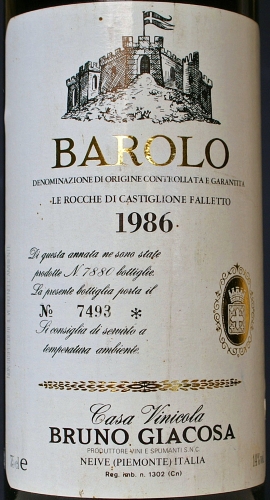 BAROLO
DENOMINAZIONE DI ORIGINE CONTROLLATA E GARANTITA
LE ROCCHE DI CASTIGLIONE FALLETTO
1986
Di questa annata ne sono state
prodotte N 7880 bottiglie.
La presente bottiglia porta il
№ 7493 *
Si consiglia di servirlo a
temperatura ambiente.
Casa Vinicola
BRUNO GIACOSA
PRODUTTORE VINI E SPUMANTI S.N.C.
NEIVE (PIEMONTE) ITALIA
Reg. imb. n. 1302 (Cn)